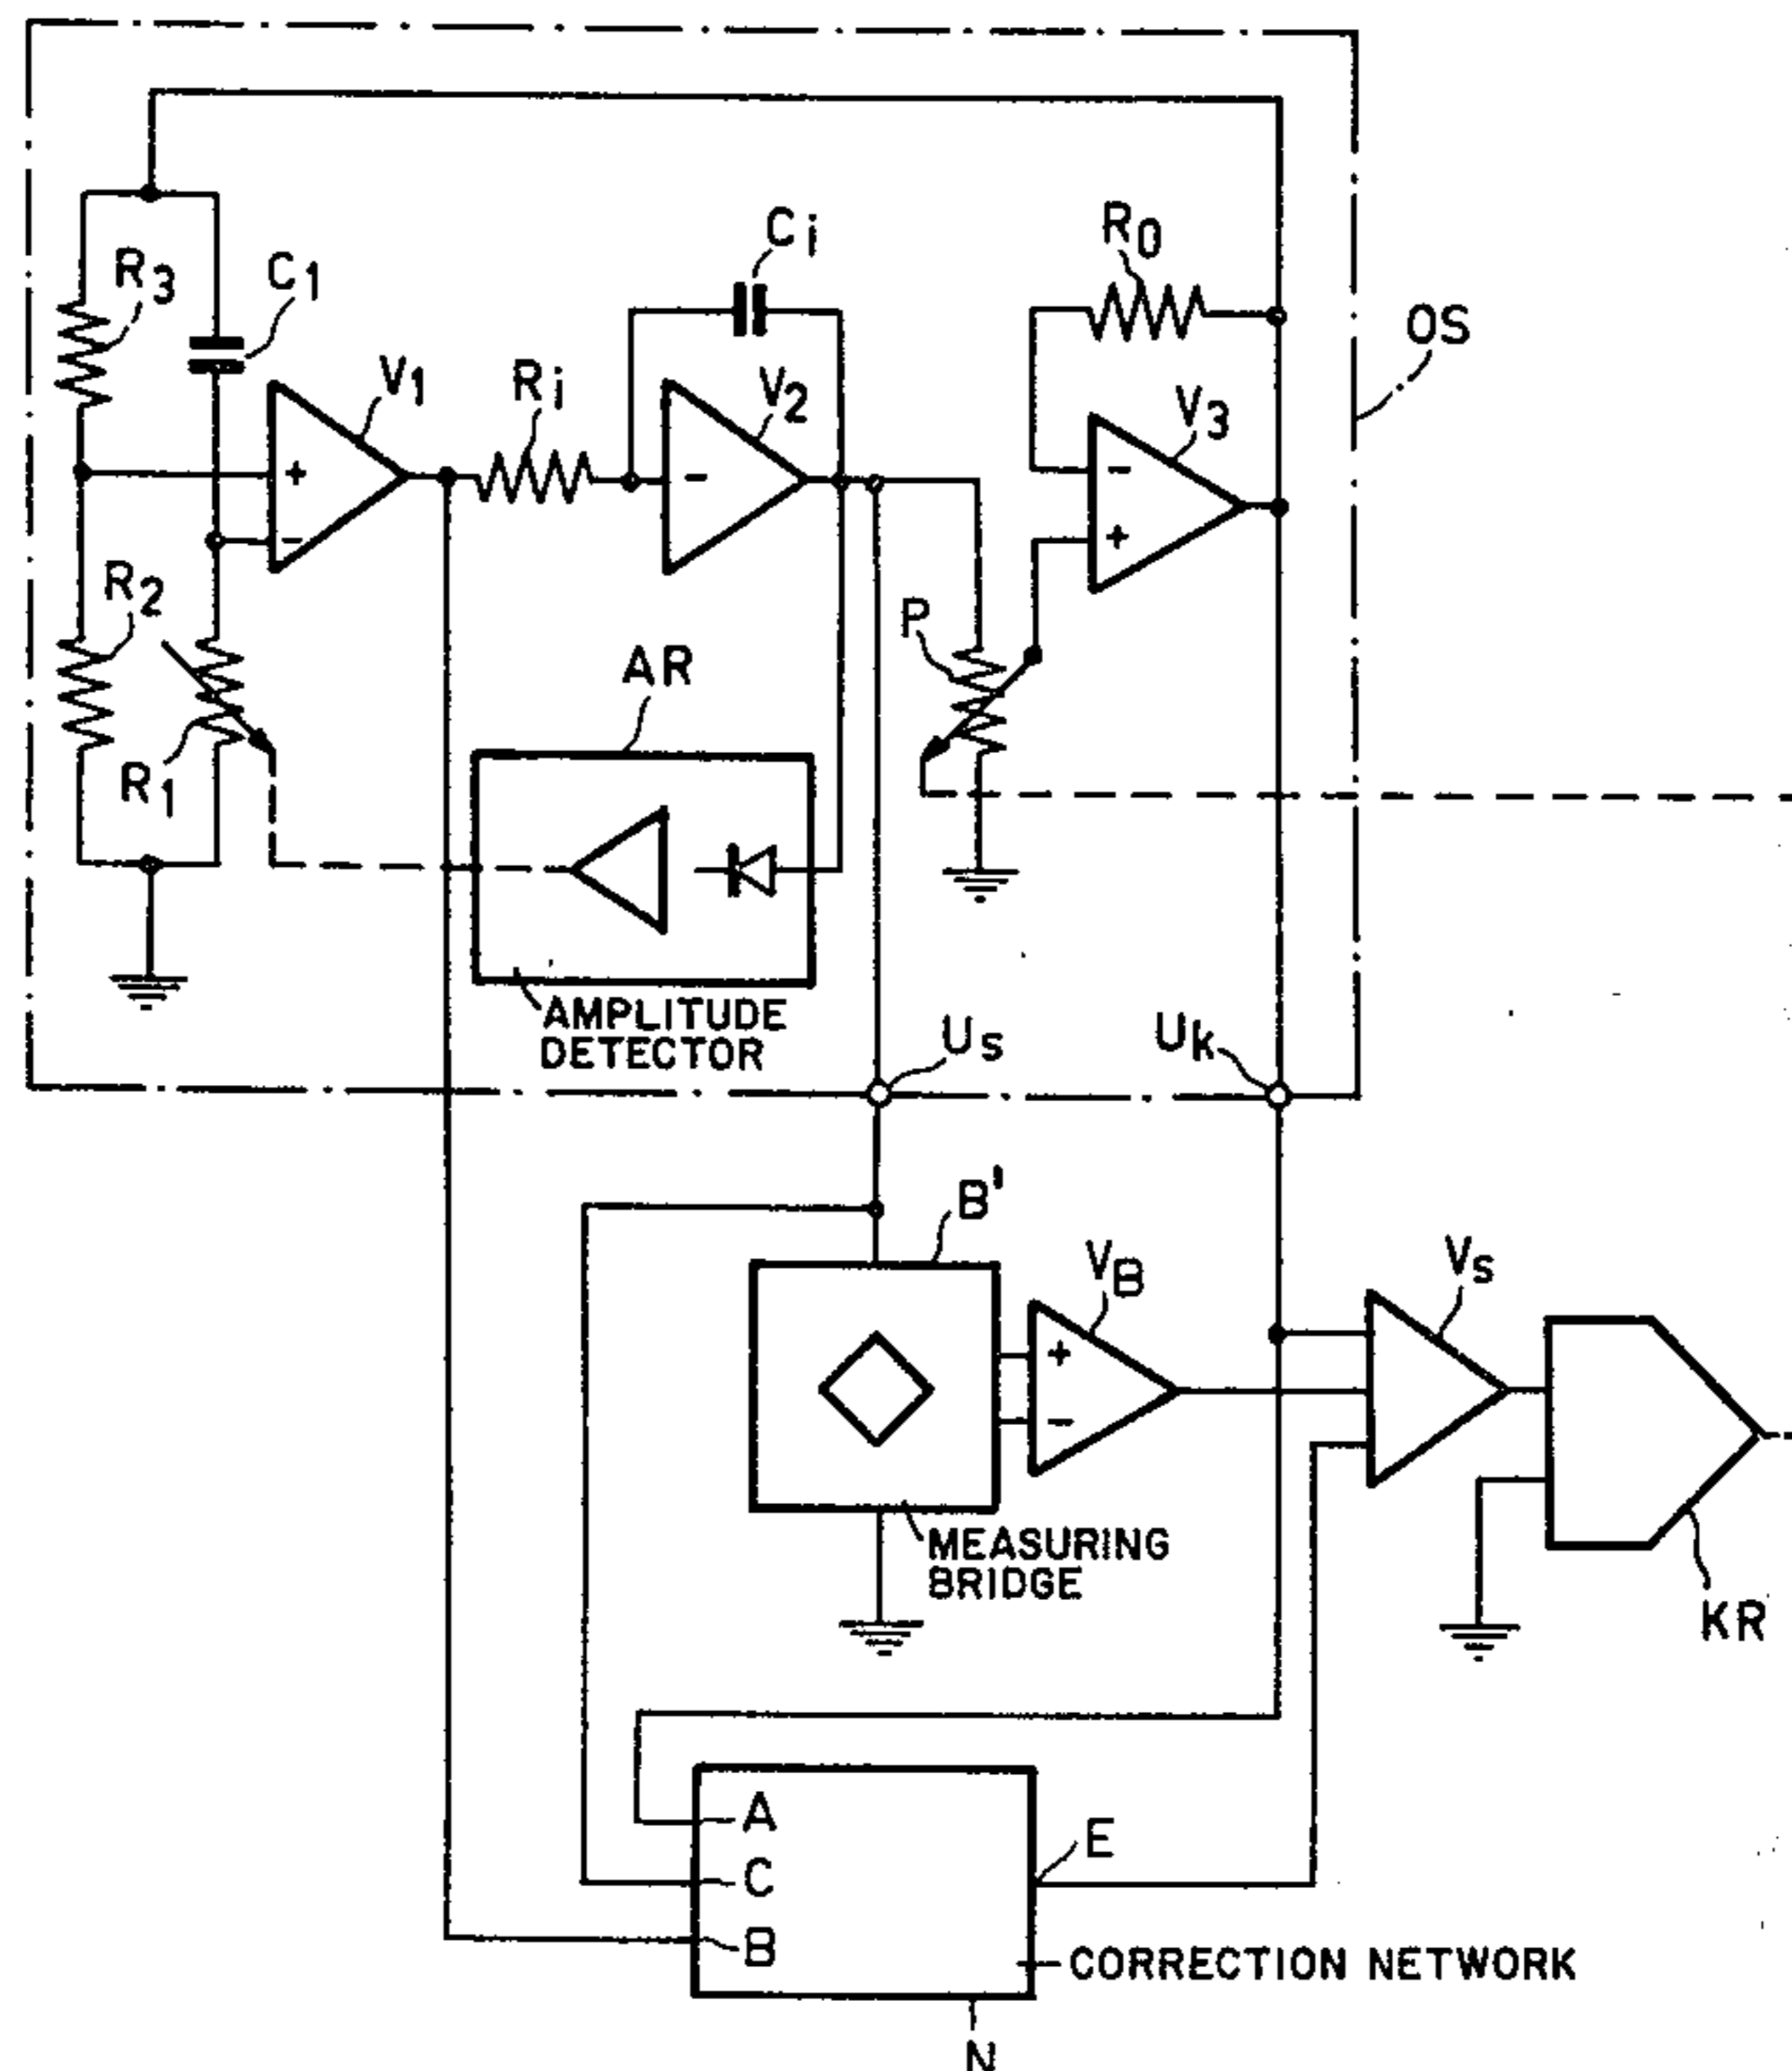 Ci
R0
R3
C1
OS
V1
Ri
V2
V3
+
-
-
-
+
R2
P
AR
R1
AMPLITUDE
DETECTOR
Us
Uk
B'
VB
Vs
+
-
MEASURING
BRIDGE
KR
A
E
C
B
CORRECTION NETWORK
N